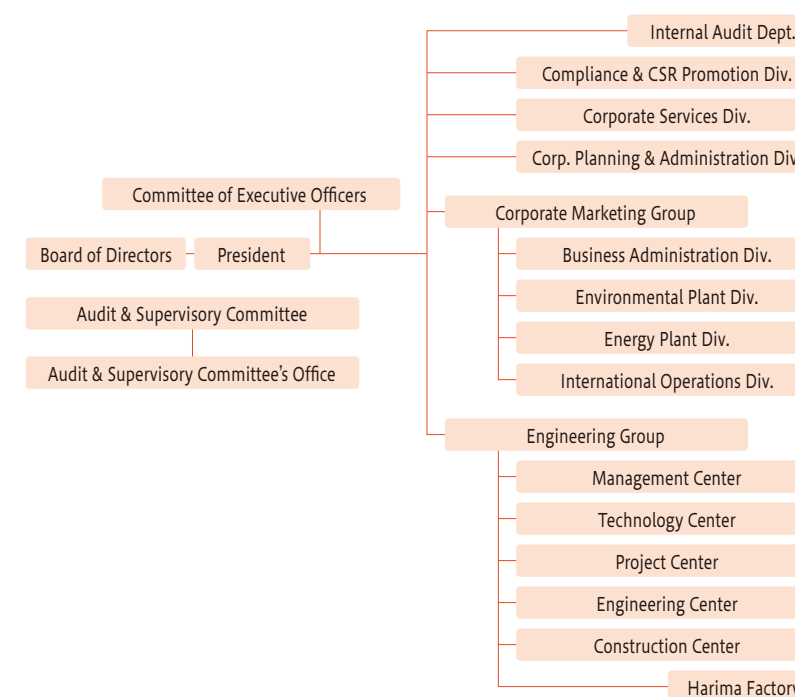 Internal Audit Dept.
Compliance & CSR Promotion Div.
Corporate Services Div.
Corp. Planning & Administration Div
Committee of Executive Officers
Corporate Marketing Group
Board of Directors
President
Business Administration Div.
Environmental Plant Div.
Audit & Supervisory Committee
Energy Plant Div.
Audit & Supervisory Committee's Office
International Operations Div.
Engineering Group
Management Center
Technology Center
Project Center
Engineering Center
Construction Center
Harima Factory